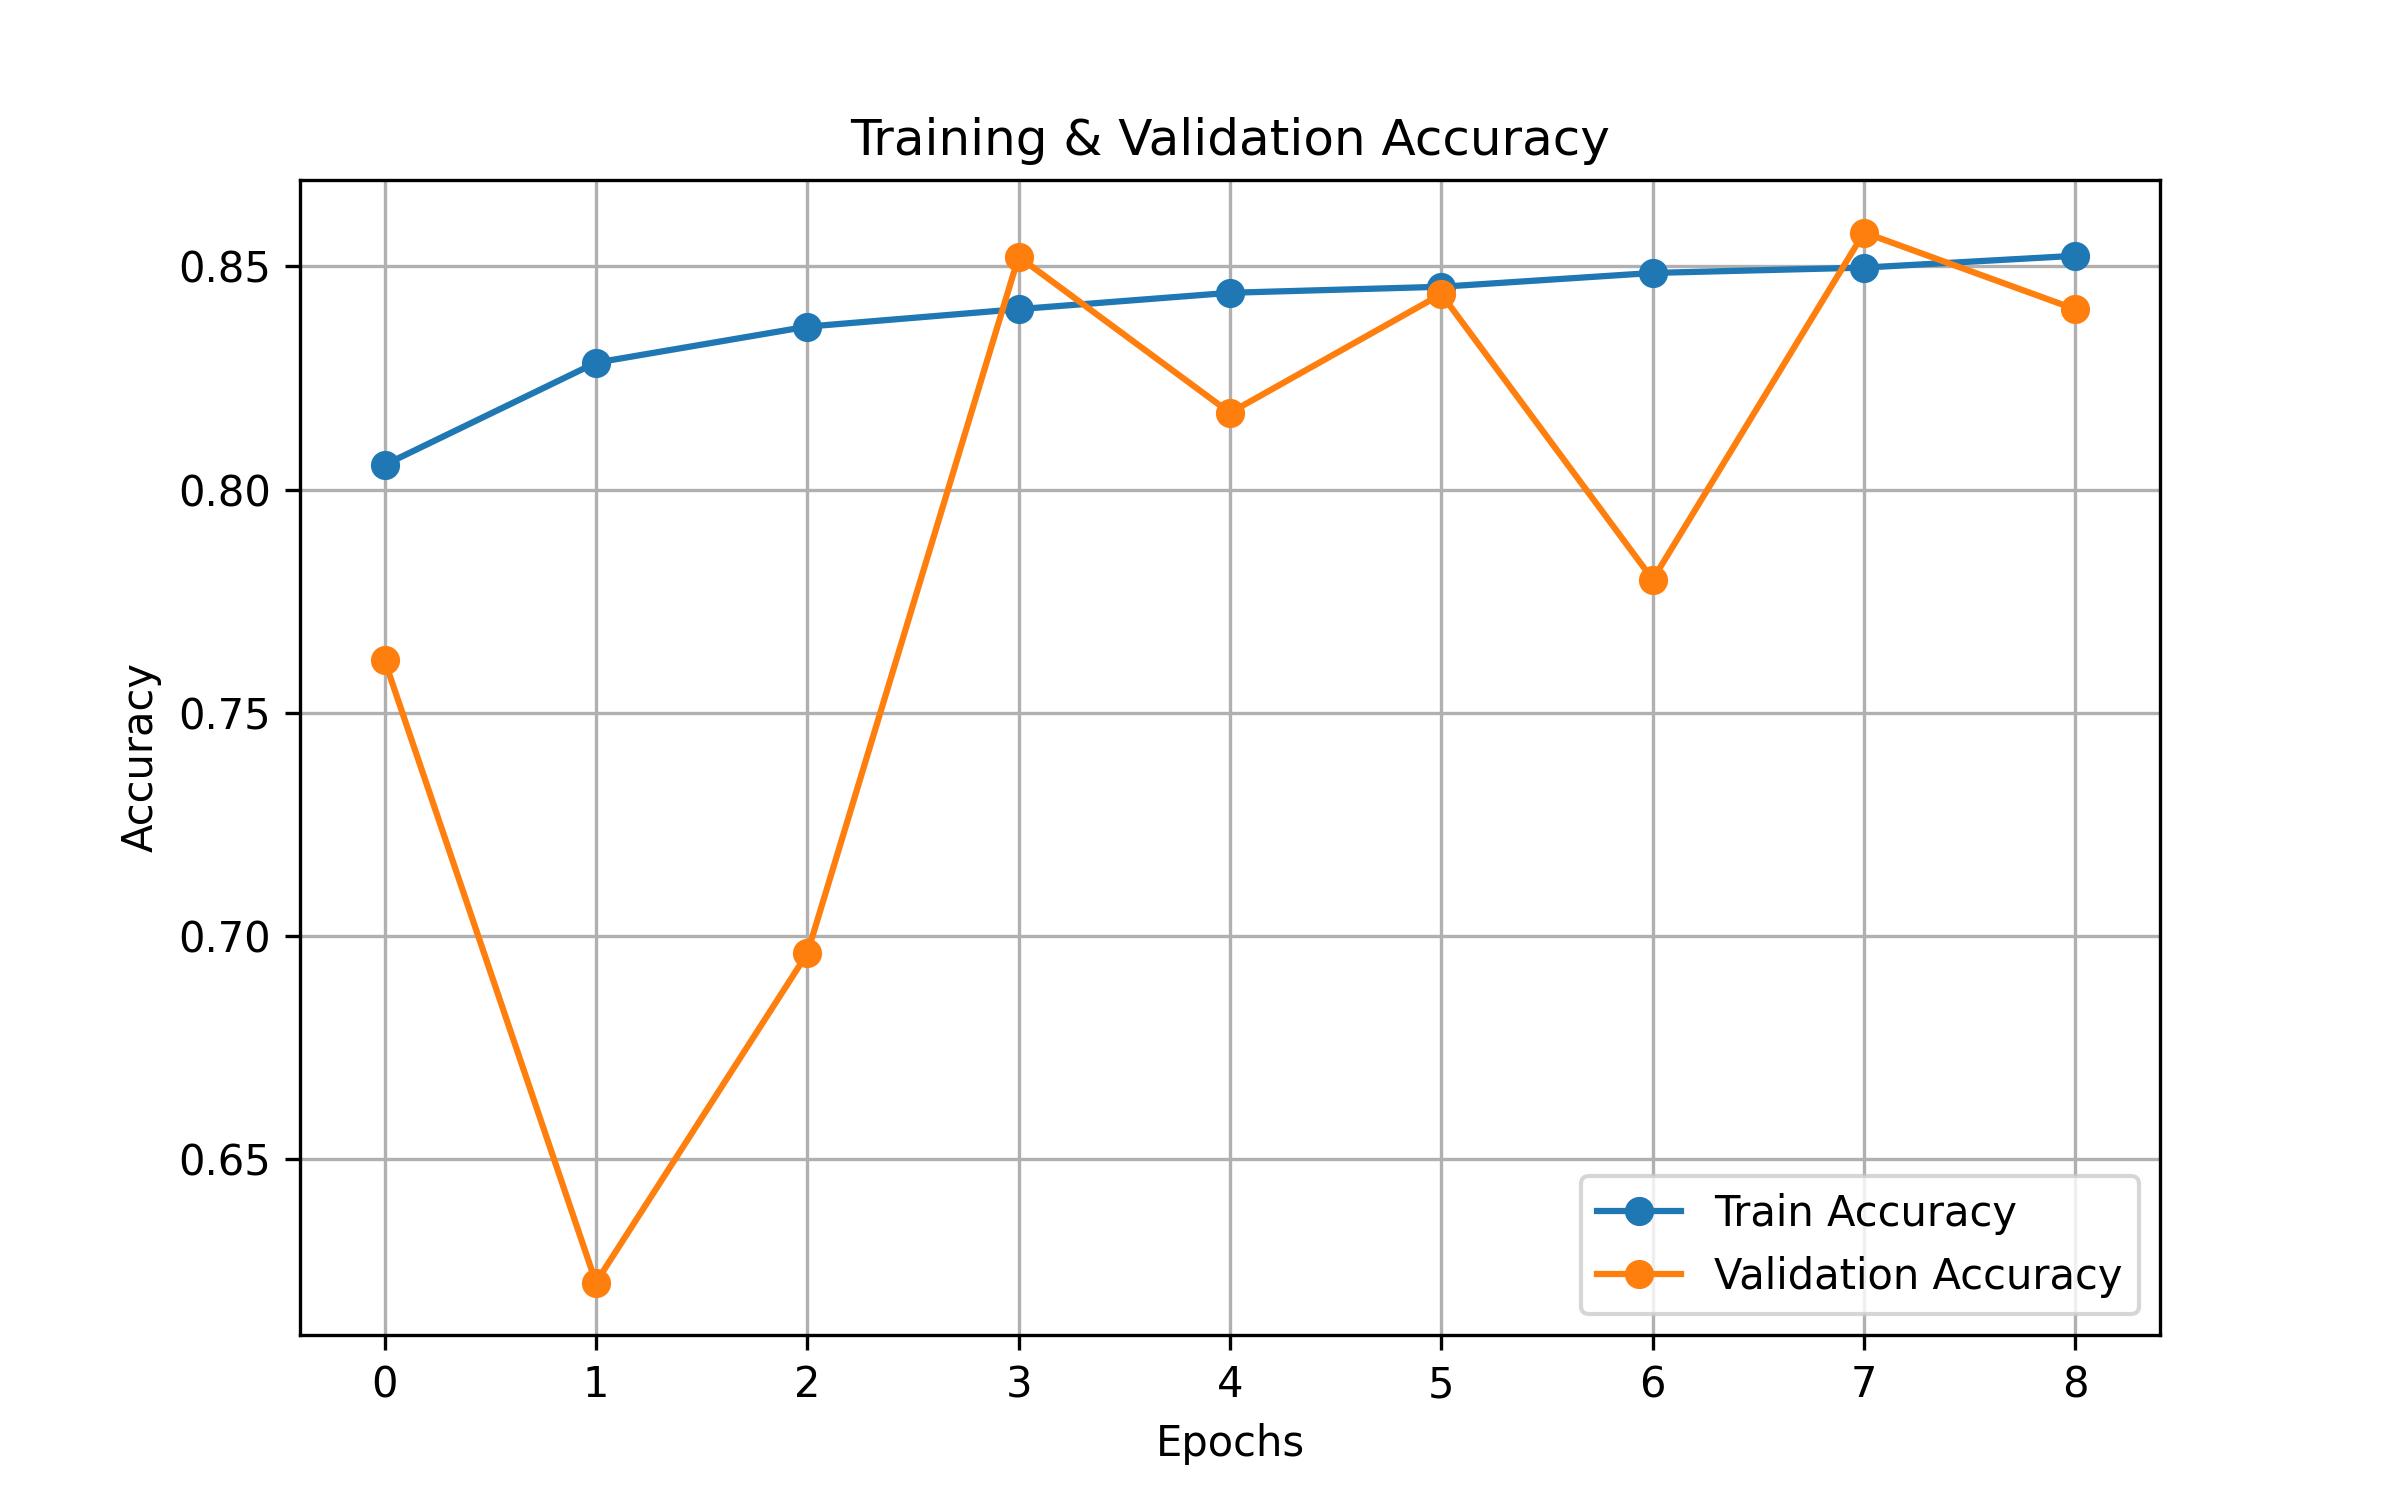 Training & Validation Accuracy
Accuracy
0.85
0.80
0.75
0.70
0.65
0 1 2 3 4 5 6 7 8
Epochs
Train Accuracy
Validation Accuracy